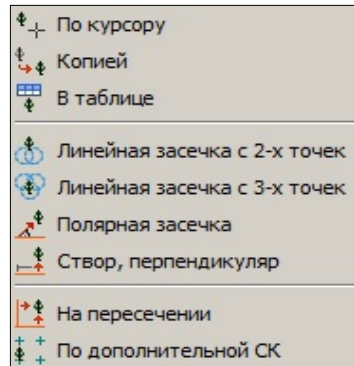 По курсору
Копией
В таблице
Линейная засечка с 2-х точек
Линейная засечка с 3-х точек
Полярная засечка
Створ, перпендикуляр
На пересечении
По дополнительной СК